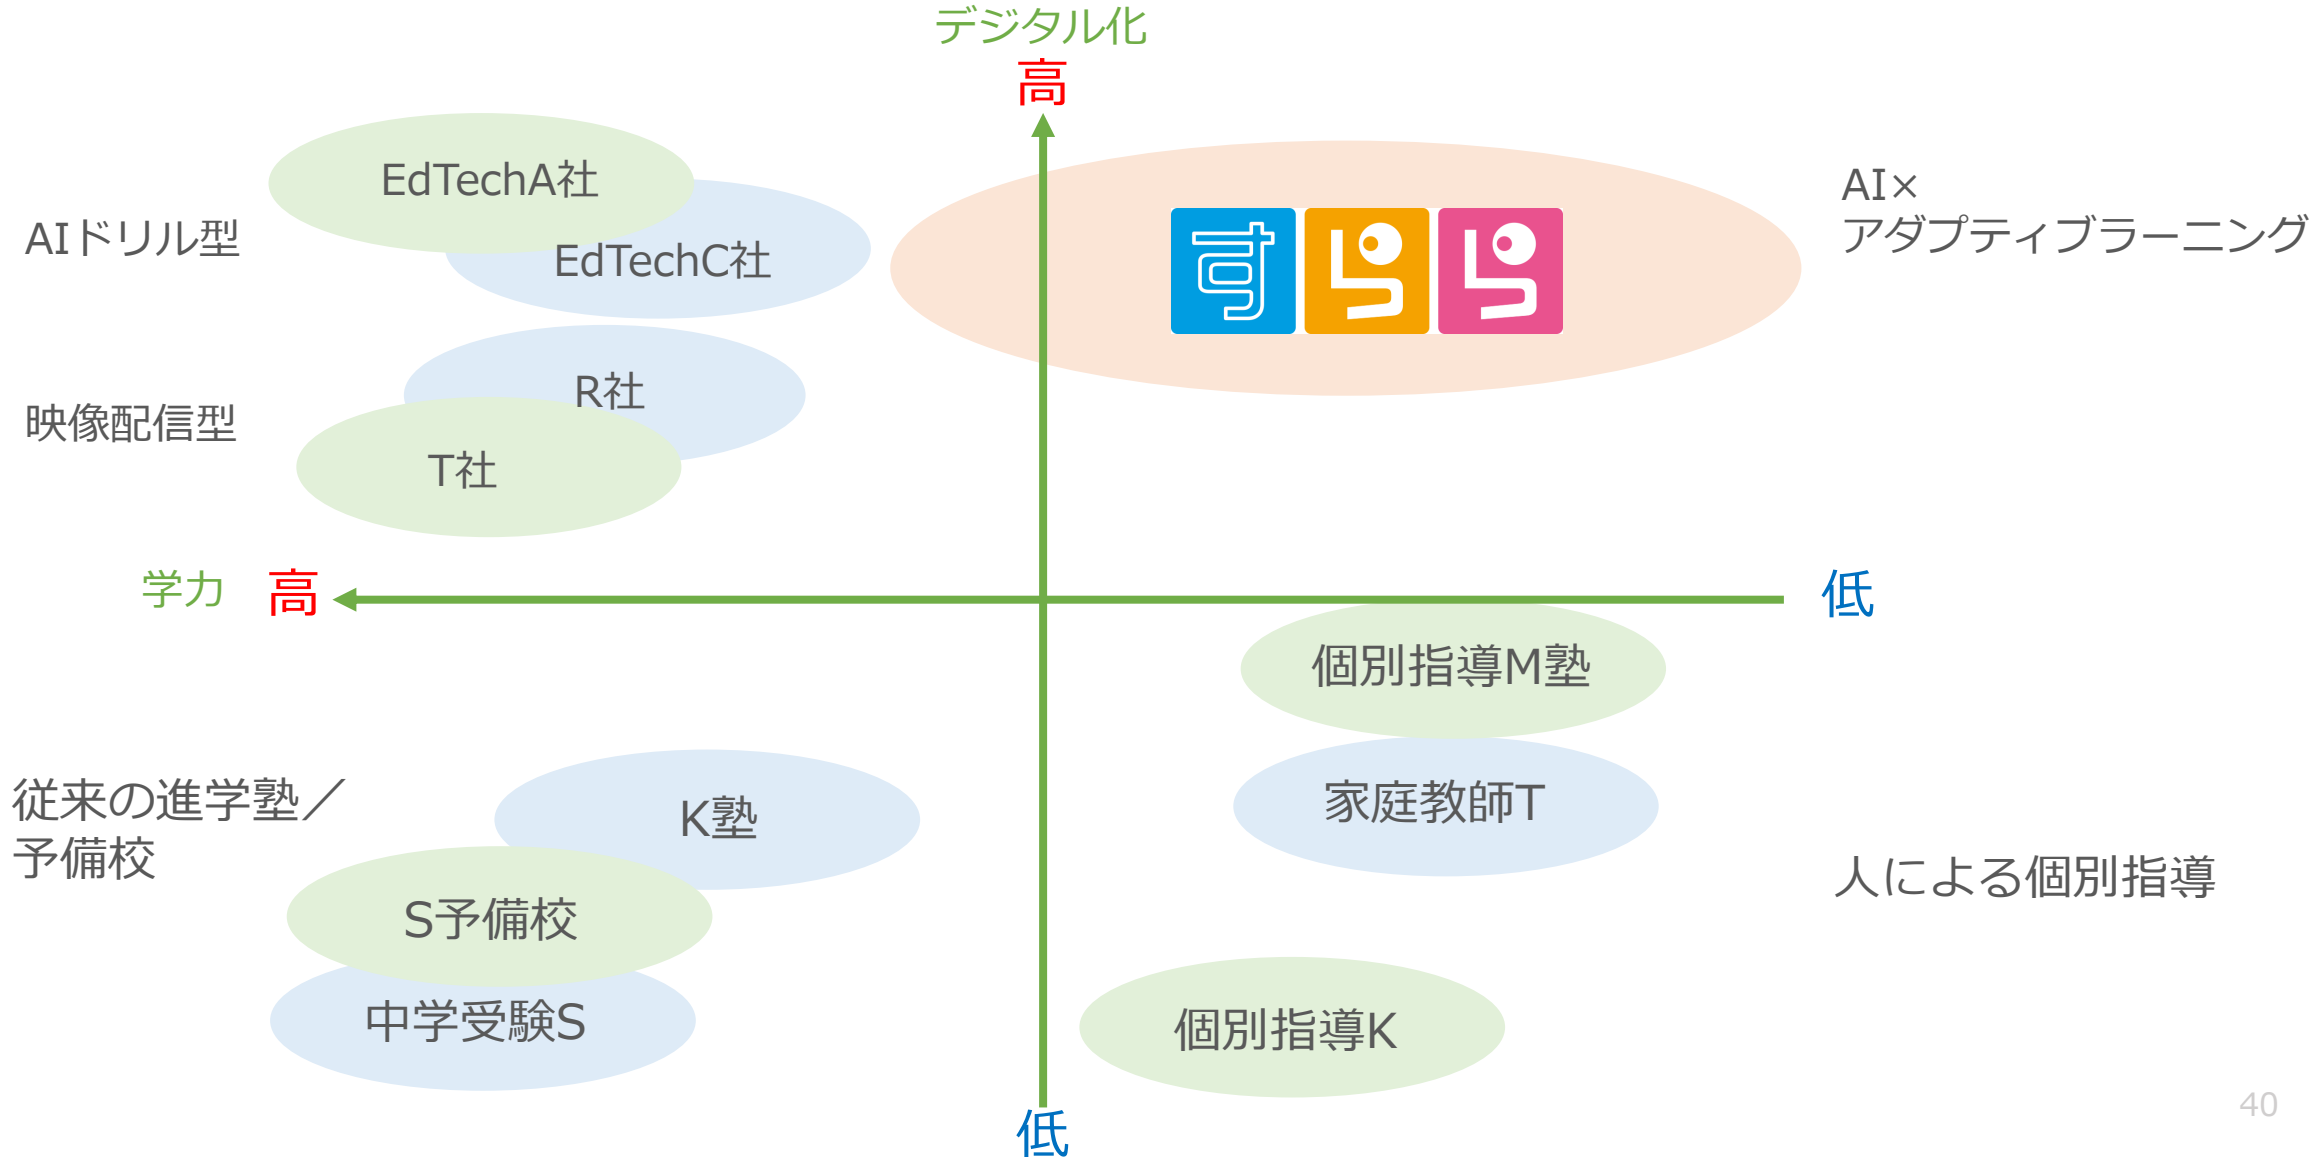 デジタル化
高
EdTechA社
AI×
アダプティブラーニング
AIドリル型
EdTechC社
すらら
R社
映像配信型
T社
学力
高
低
個別指導M塾
従来の進学塾／
予備校
K塾
家庭教師T
人による個別指導
S予備校
中学受験S
個別指導K
低
40